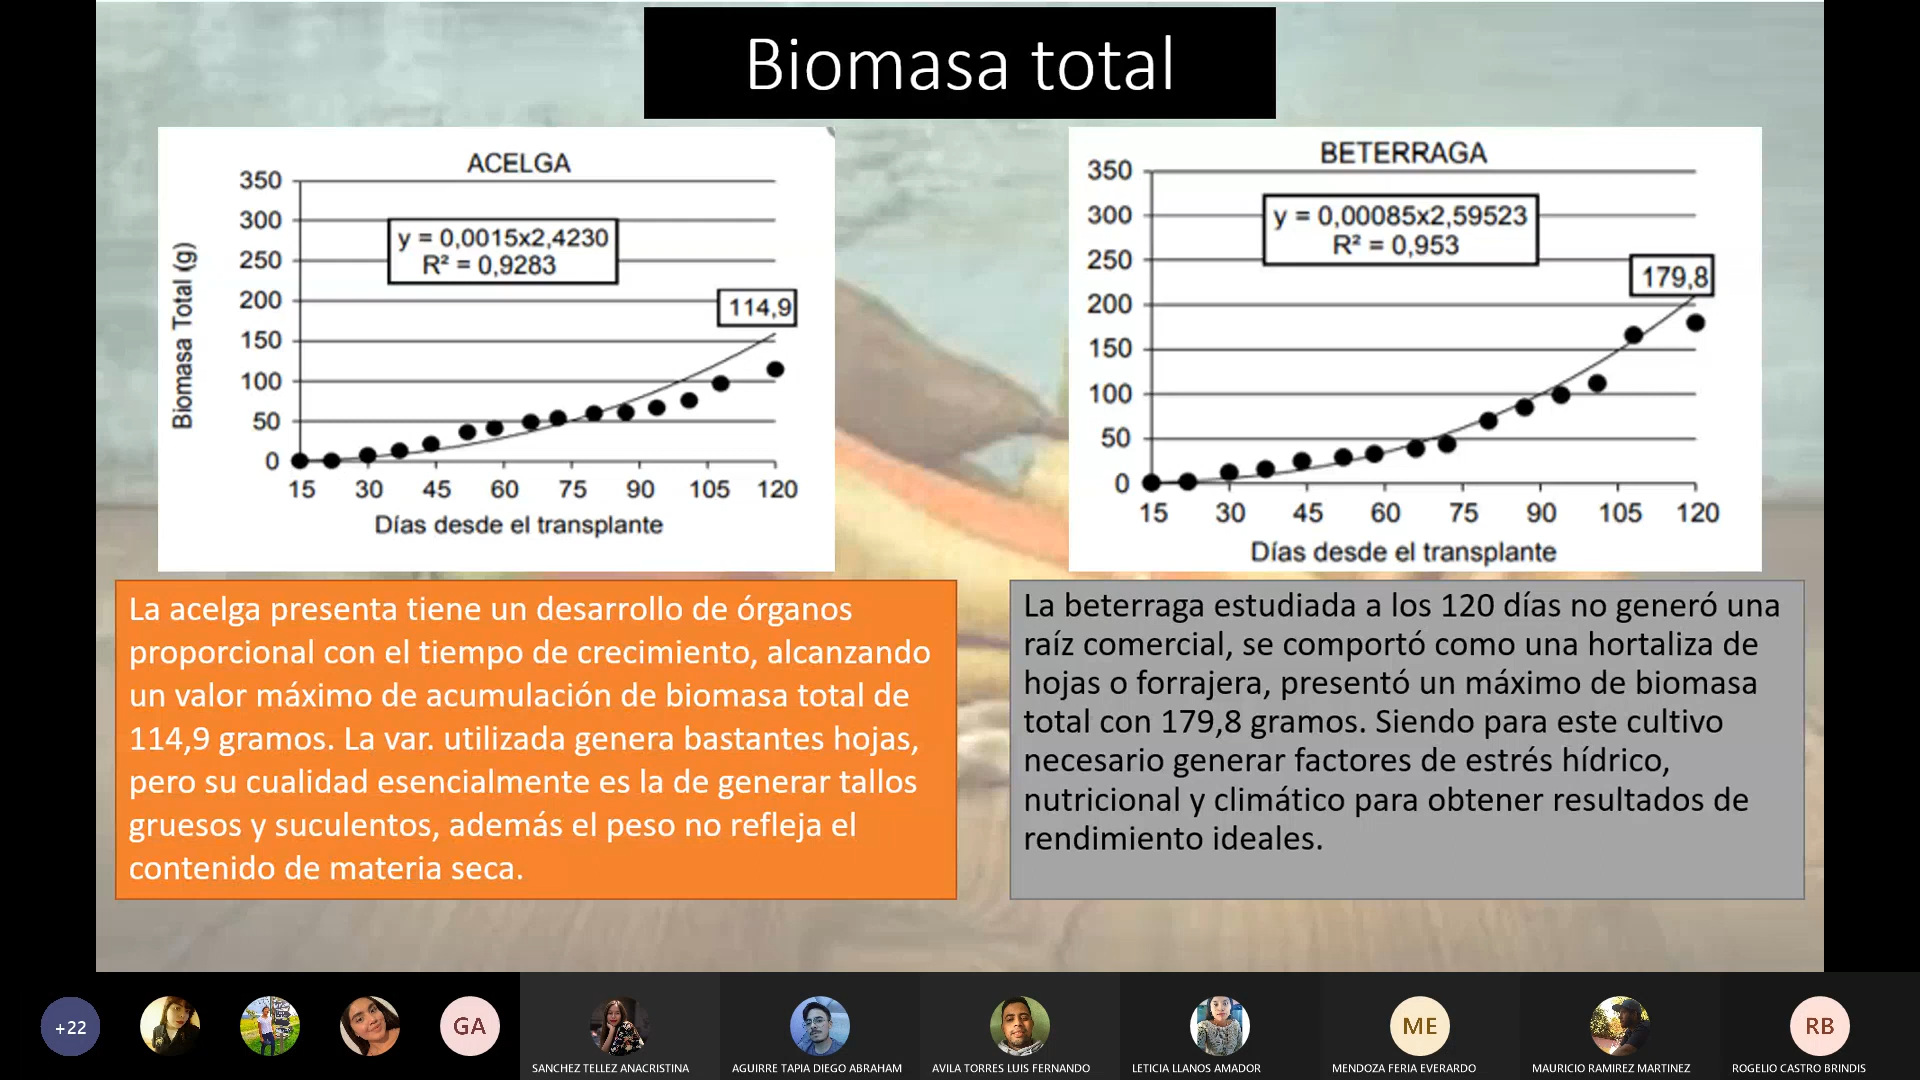 Biomasa total
ACELGA
350
300
250
200
150
100
50
0
Biomasa Total (g)
y = 0,0015x2,4230
R² = 0,9283
114,9
15 30 45 60 75 90 105 120
Días desde el transplante
BETERRAGA
350
300
250
200
150
100
50
0
y = 0,00085x2,59523
R² = 0,953
179,8
15 30 45 60 75 90 105 120
Días desde el transplante
La acelga presenta tiene un desarrollo de órganos
proporcional con el tiempo de crecimiento, alcanzando
un valor máximo de acumulación de biomasa total de
114,9 gramos. La var. utilizada genera bastantes hojas,
pero su cualidad esencialmente es la de generar tallos
gruesos y suculentos, además el peso no refleja el
contenido de materia seca.
La beterraga estudiada a los 120 días no generó una
raíz comercial, se comportó como una hortaliza de
hojas o forrajera, presentó un máximo de biomasa
total con 179,8 gramos. Siendo para este cultivo
necesario generar factores de estrés hídrico,
nutricional y climático para obtener resultados de
rendimiento ideales.
+22
GA
SANCHEZ TELLEZ ANACRISTINA
AGUIRRE TAPIA DIEGO ABRAHAM
AVILA TORRES LUIS FERNANDO
LETICIA LLANOS AMADOR
ME
MENDOZA FERIA EVERARDO
MAURICIO RAMIREZ MARTINEZ
RB
ROGELIO CASTRO BRINDIS